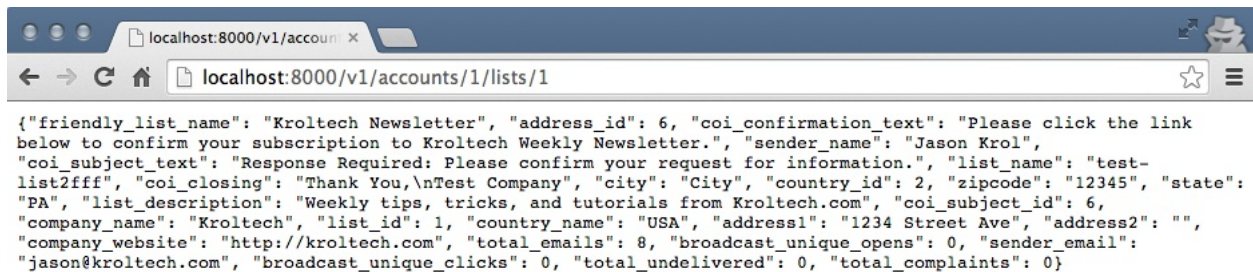 localhost:8000/v1/accoun
localhost:8000/v1/accounts/1/lists/1
{"friendly_list_name": "Kroltech Newsletter", "address_id": 6, "coi_confirmation_text": "Please click the link
below to confirm your subscription to Kroltech Weekly Newsletter.", "sender_name": "Jason Krol",
"coi_subject_text": "Response Required: Please confirm your request for information.", "list_name": "test-
list2fff", "coi_closing": "Thank You,\nTest Company", "city": "City", "country_id": 2, "zipcode": "12345", "state":
"PA", "list_description": "Weekly tips, tricks, and tutorials from Kroltech.com", "coi_subject_id": 6,
"company_name": "Kroltech", "list_id": 1, "country_name": "USA", "address1": "1234 Street Ave", "address2": "",
"company_website": "http://kroltech.com", "total_emails": 8, "broadcast_unique_opens": 0, "sender_email":
"jason@kroltech.com", "broadcast_unique_clicks": 0, "total_undelivered": 0, "total_complaints": 0}